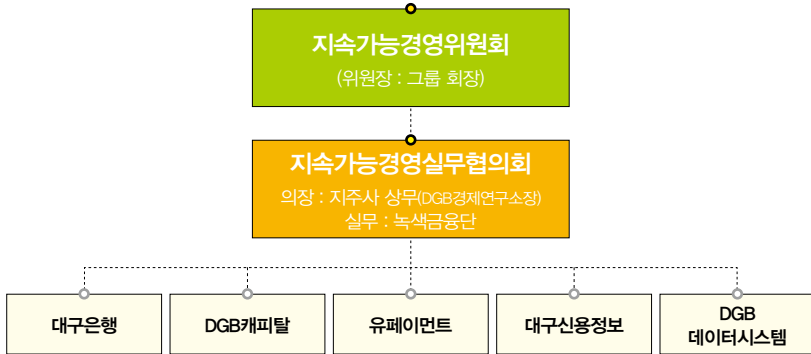 지속가능경영위원회
(위원장 : 그룹 회장)
지속가능경영실무협의회
의장 : 지주사 상무(DGB경제연구소장)
실무 : 녹색금융단
대구은행
DGB캐피탈
유페이먼트
대구신용정보
DGB
데이터시스템